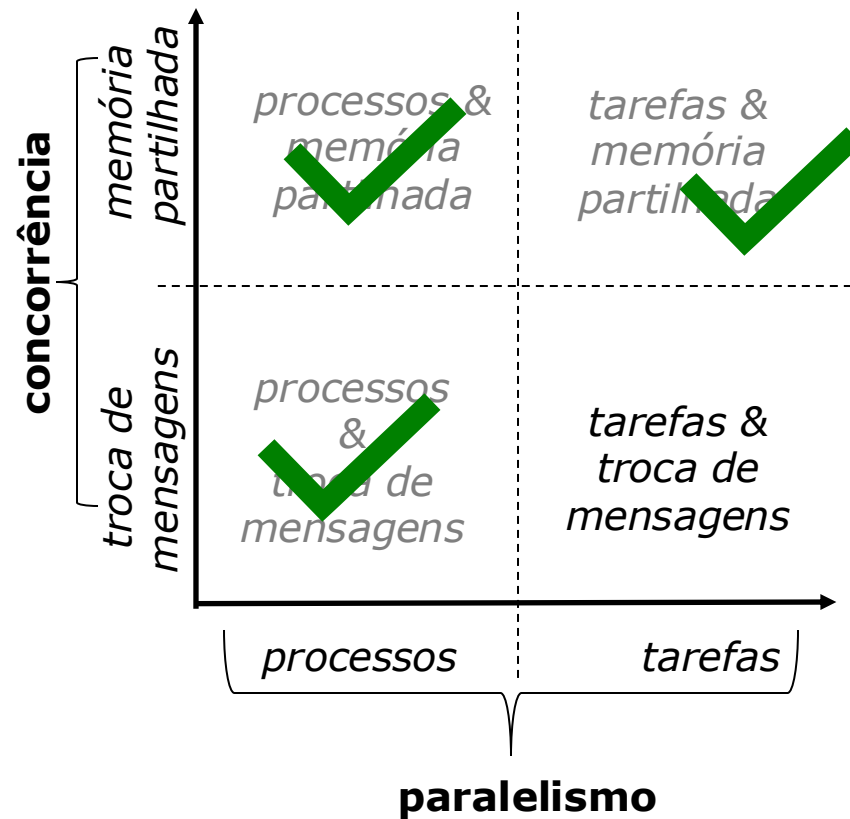 concorrência
memória
partilhada
processos &
memória
partilhada
tarefas &
memória
partilhada
troca de
mensagens
processos
&
troca de
mensagens
tarefas &
troca de
mensagens
processos
tarefas
paralelismo